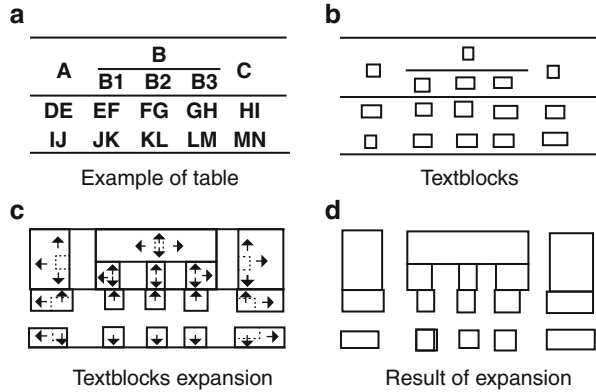 a
b
B
A
C
B1 B2 B3
DE EF FG GH HI
IJ JK KL LM MN
Example of table
Textblocks
c
d
Textblocks expansion
Result of expansion